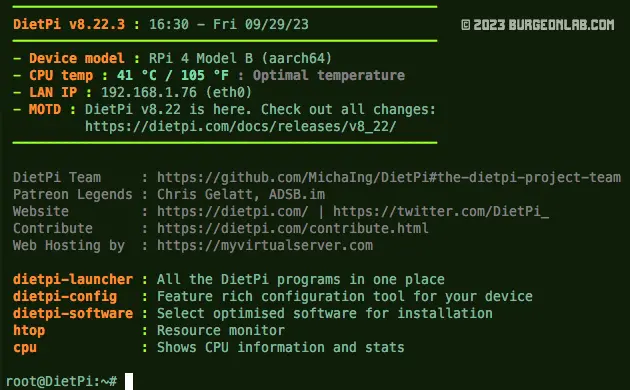 DietPi v8.22.3 : 16:30 - Fri 09/29/23
© 2023 BURGEONLAB.COM
- Device model : RPi 4 Model B (aarch64)
- CPU temp : 41 °C / 105 °F : Optimal temperature
- LAN IP : 192.168.1.76 (eth0)
- MOTD : DietPi v8.22 is here. Check out all changes:
https://dietpi.com/docs/releases/v8_22/
DietPi Team : https://github.com/MichaIng/DietPi#the-dietpi-project-team
Patreon Legends : Chris Gelatt, ADSB.im
Website : https://dietpi.com/ | https://twitter.com/DietPi_
Contribute : https://dietpi.com/contribute.html
Web Hosting by : https://myvirtualserver.com
dietpi-launcher : All the DietPi programs in one place
dietpi-config : Feature rich configuration tool for your device
dietpi-software : Select optimised software for installation
htop : Resource monitor
cpu : Shows CPU information and stats
root@DietPi:~#